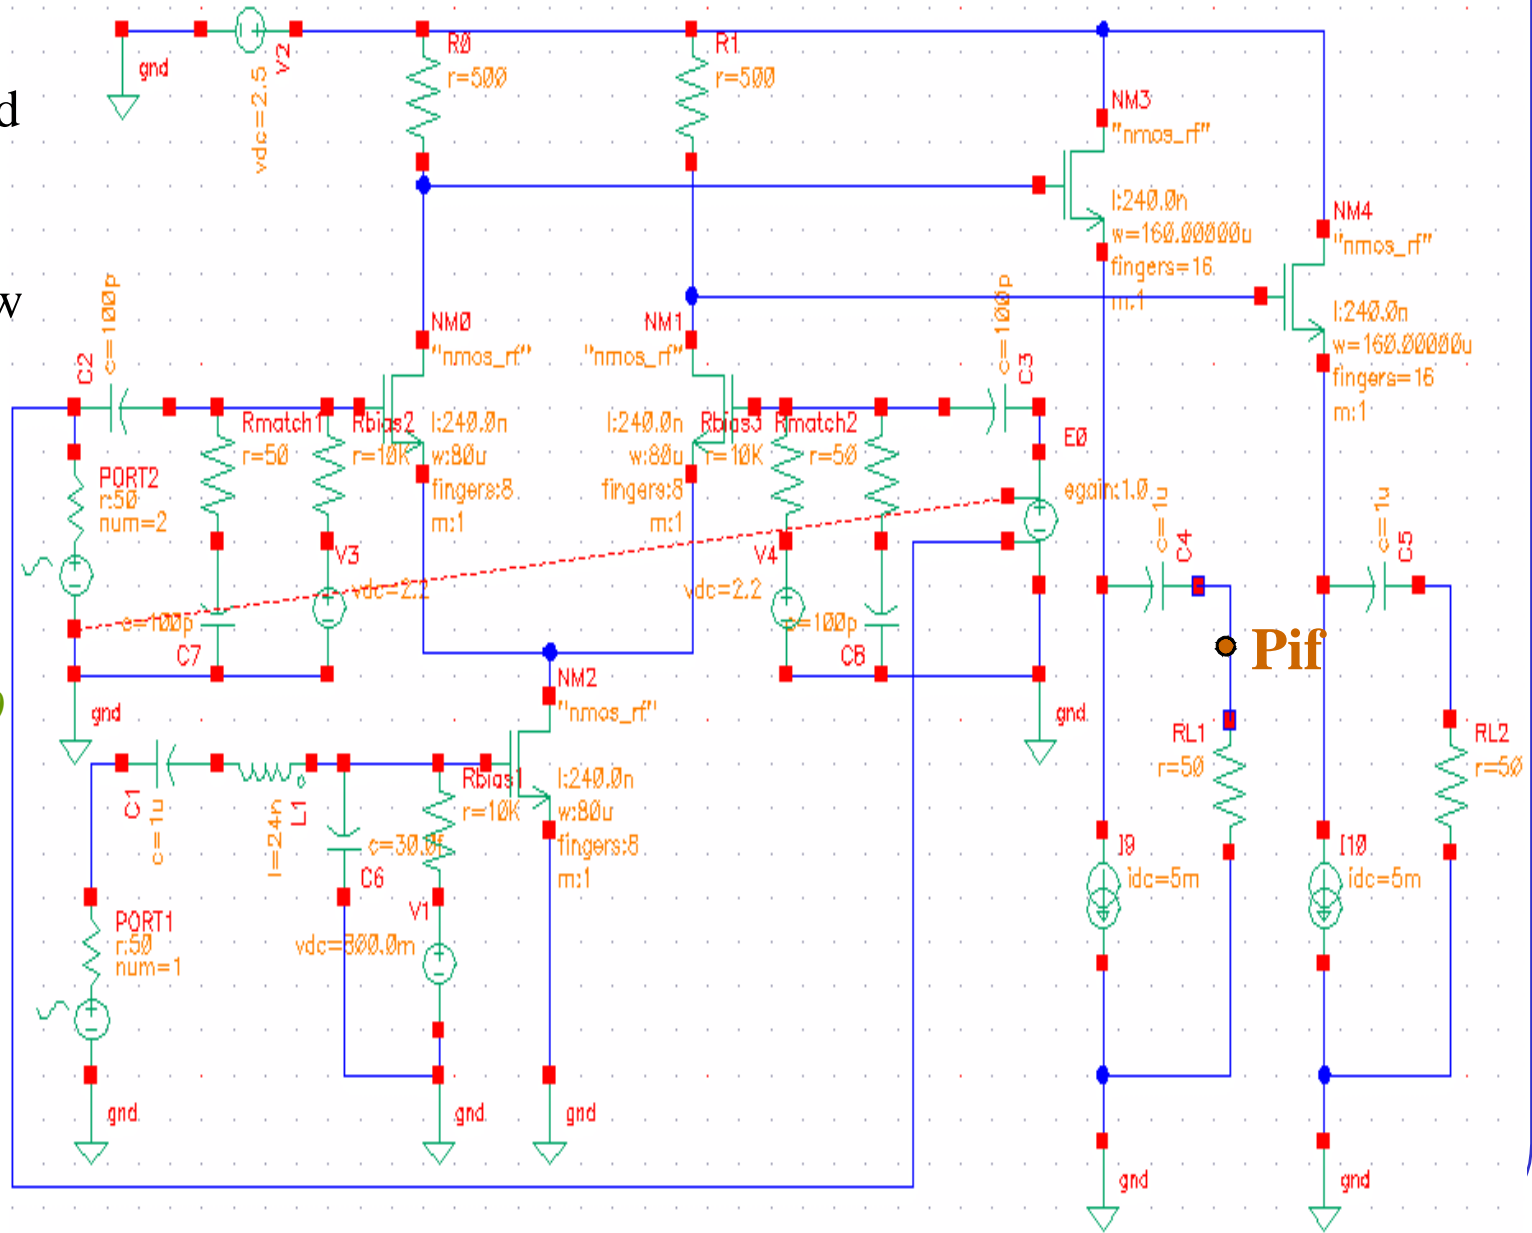 d
w
gnd
V2
vdc=2.5
R0
r=500
R1
r=500
NM3
"nmos_rf"
l:240.0n
w=160.00000u
fingers=16
m:1
NM4
"nmos_rf"
l:240.0n
w=160.00000u
fingers=16
m:1
C2
c=100p
NM0
"nmos_rf"
l:240.0n
w:80u
fingers:8
m:1
NM1
"nmos_rf"
l:240.0n
w:80u
fingers:8
m:1
C3
c=100p
Rmatch1
r=50
Rbias2
r=10K
Rbias3
r=10K
Rmatch2
r=50
E0
egain:1.0
PORT2
r:50
num=2
V3
vdc=2.2
V4
vdc=2.2
c=100p
C7
c=100p
C8
gnd
gnd
C4
c=1u
C5
c=1u
Pif
NM2
"nmos_rf"
l:240.0n
w:80u
fingers:8
m:1
C1
c=1u
L1
l=24n
c=30.0f
C6
Rbias1
r=10K
V1
vdc=800.0m
PORT1
r:50
num=1
RL1
r=50
RL2
r=50
I9
idc=5m
I10
idc=5m
gnd
gnd
gnd
gnd
gnd